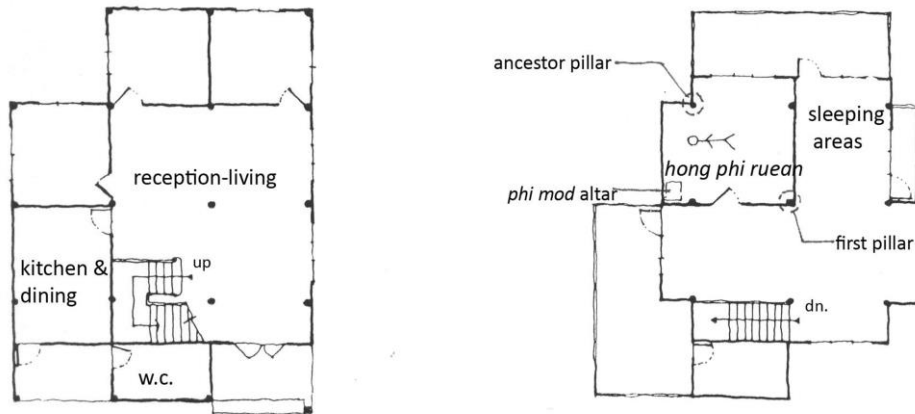 reception-living
up
kitchen &
dining
w.c.
ancestor pillar
sleeping
areas
hong phi ruean
phi mod altar
first pillar
dn.